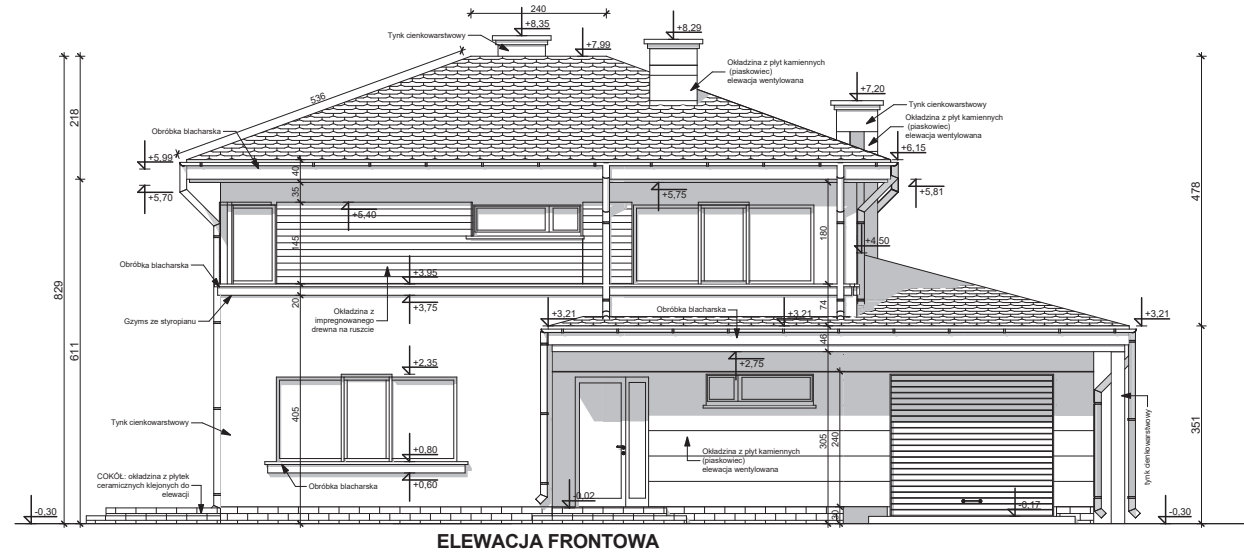 240
+8,35
Tynk cienkowarstwowy
+7,99
+8,29
Okładzina z płyt kamiennych
(piaskowiec)
elewacja wentylowana
536
+7,20
Tynk cienkowarstwowy
Okładzina z płyt kamiennych
(piaskowiec)
elewacja wentylowana
218
Obróbka blacharska
+6,15
+5,99
40
+5,70
35
+5,75
+5,81
+5,40
478
145
180
+4,50
Obróbka blacharska
+3,95
829
20
+3,75
74
Gzyms ze styropianu
Okładzina z
impregnowanego
drewna na ruszcie
Obróbka blacharska
+3,21
+3,21
+3,21
46
611
+2,75
+2,35
405
Tynk cienkowarstwowy
305
240
351
tynk cienkowarstwowy
Okładzina z płyt kamiennych
(piaskowiec)
elewacja wentylowana
+0,80
COKÓŁ: okładzina z płytek
ceramicznych klejonych do
elewacji
+0,60
Obróbka blacharska
-0,02
-0,30
-0,17
-0,30
ELEWACJA FRONTOWA